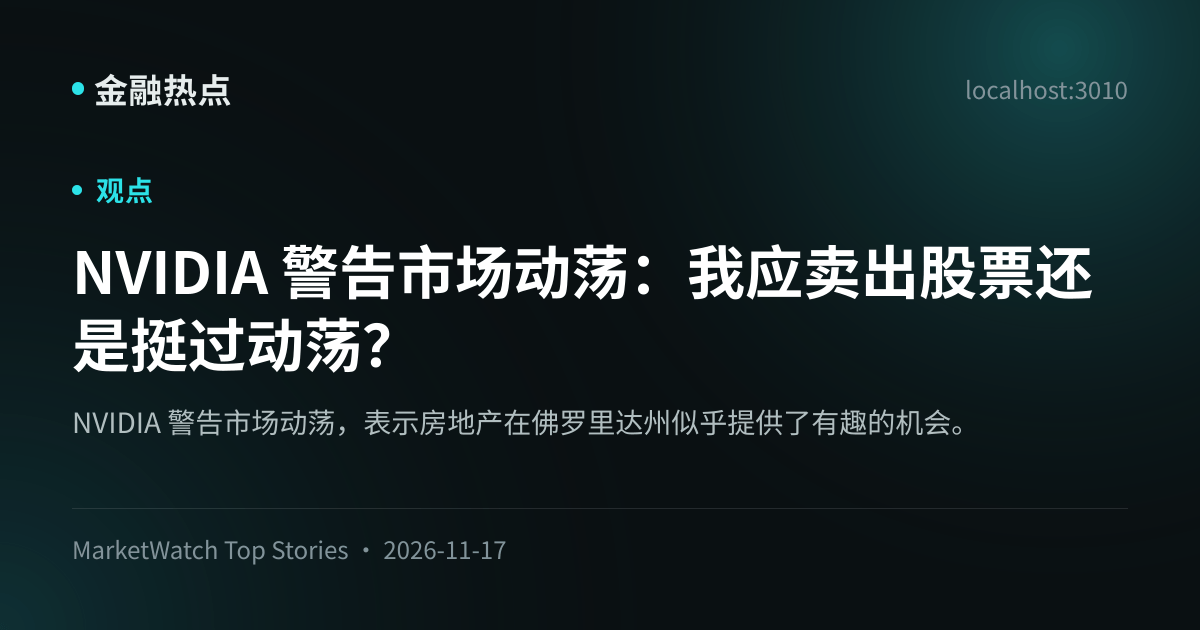 金融热点
localhost:3010
观点
NVIDIA 警告市场动荡：我应卖出股票还
是挺过动荡？
NVIDIA 警告市场动荡，表示房地产在佛罗里达州似乎提供了有趣的机会。
MarketWatch Top Stories · 2026-11-17